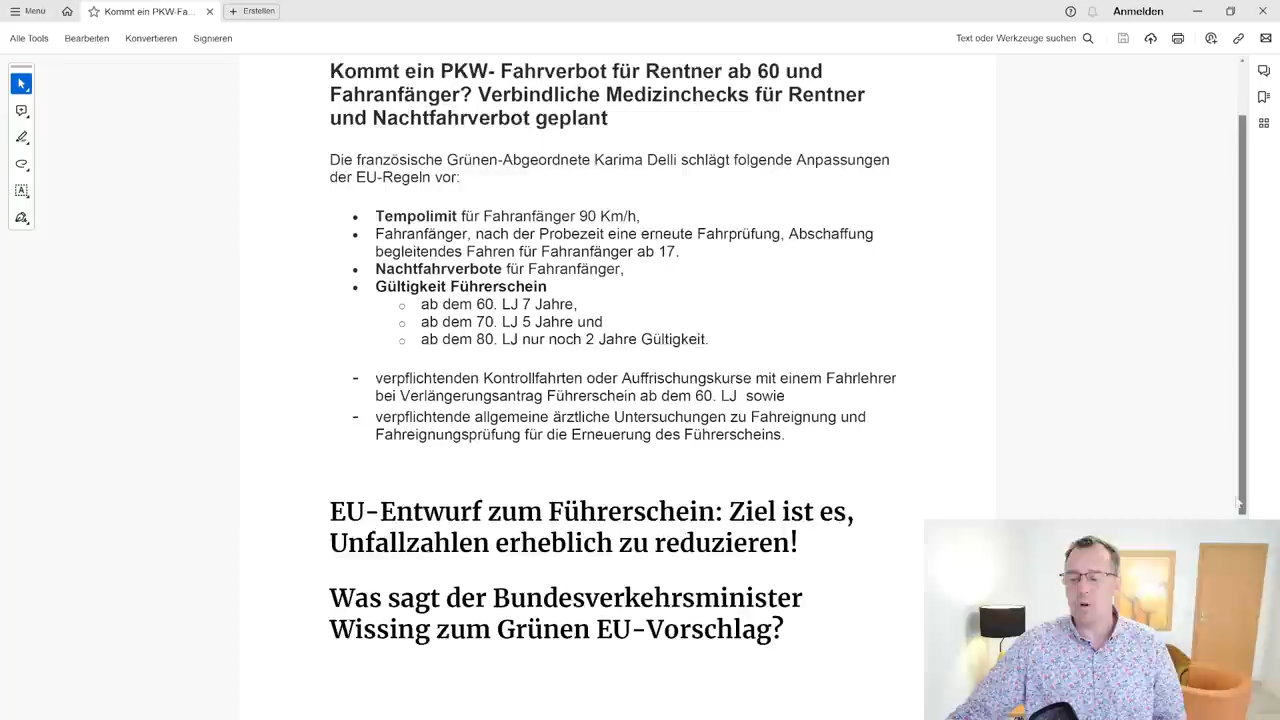 Menu
Kommt ein PKW-Fa...
Erstellen
Anmelden
Alle Tools
Bearbeiten
Konvertieren
Signieren
Text oder Werkzeuge suchen
Kommt ein PKW- Fahrverbot für Rentner ab 60 und
Fahranfänger? Verbindliche Medizinchecks für Rentner
und Nachtfahrverbot geplant
Die französische Grünen-Abgeordnete Karima Delli schlägt folgende Anpassungen
der EU-Regeln vor:
• Tempolimit für Fahranfänger 90 Km/h,
• Fahranfänger, nach der Probezeit eine erneute Fahrprüfung, Abschaffung
begleitendes Fahren für Fahranfänger ab 17.
• Nachtfahrverbote für Fahranfänger,
• Gültigkeit Führerschein
○ ab dem 60. LJ 7 Jahre,
○ ab dem 70. LJ 5 Jahre und
○ ab dem 80. LJ nur noch 2 Jahre Gültigkeit.
- verpflichtenden Kontrollfahrten oder Auffrischungskurse mit einem Fahrlehrer
bei Verlängerungsantrag Führerschein ab dem 60. LJ sowie
- verpflichtende allgemeine ärztliche Untersuchungen zu Fahreignung und
Fahreignungsprüfung für die Erneuerung des Führerscheins.
EU-Entwurf zum Führerschein: Ziel ist es,
Unfallzahlen erheblich zu reduzieren!
Was sagt der Bundesverkehrsminister
Wissing zum Grünen EU-Vorschlag?